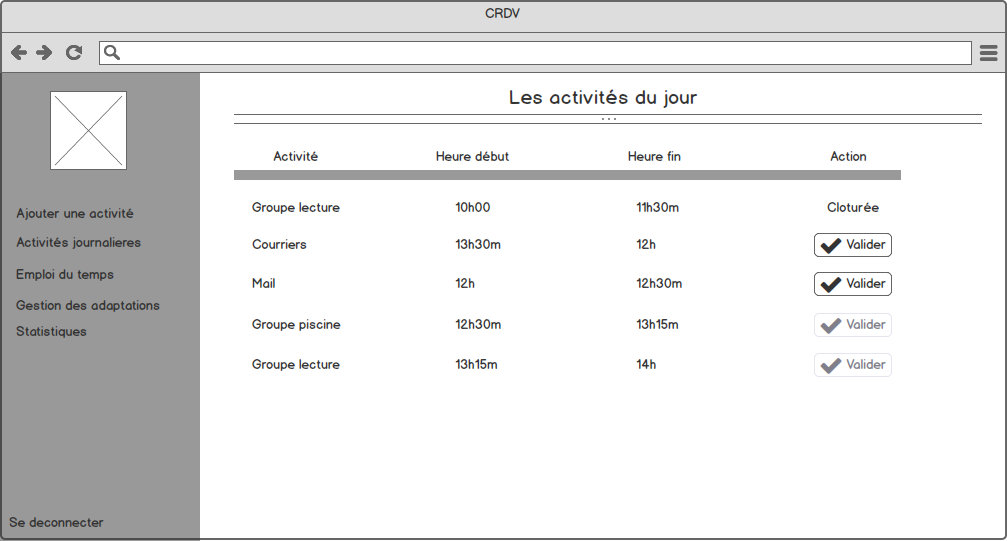 CRDV
Les activités du jour
Ajouter une activité
Activités journalieres
Emploi du temps
Gestion des adaptations
Statistiques
Se deconnecter
Activité Heure début Heure fin Action
Groupe lecture 10h00 11h30m Cloturée
Courriers 13h30m 12h Valider
Mail 12h 12h30m Valider
Groupe piscine 12h30m 13h15m Valider
Groupe lecture 13h15m 14h Valider